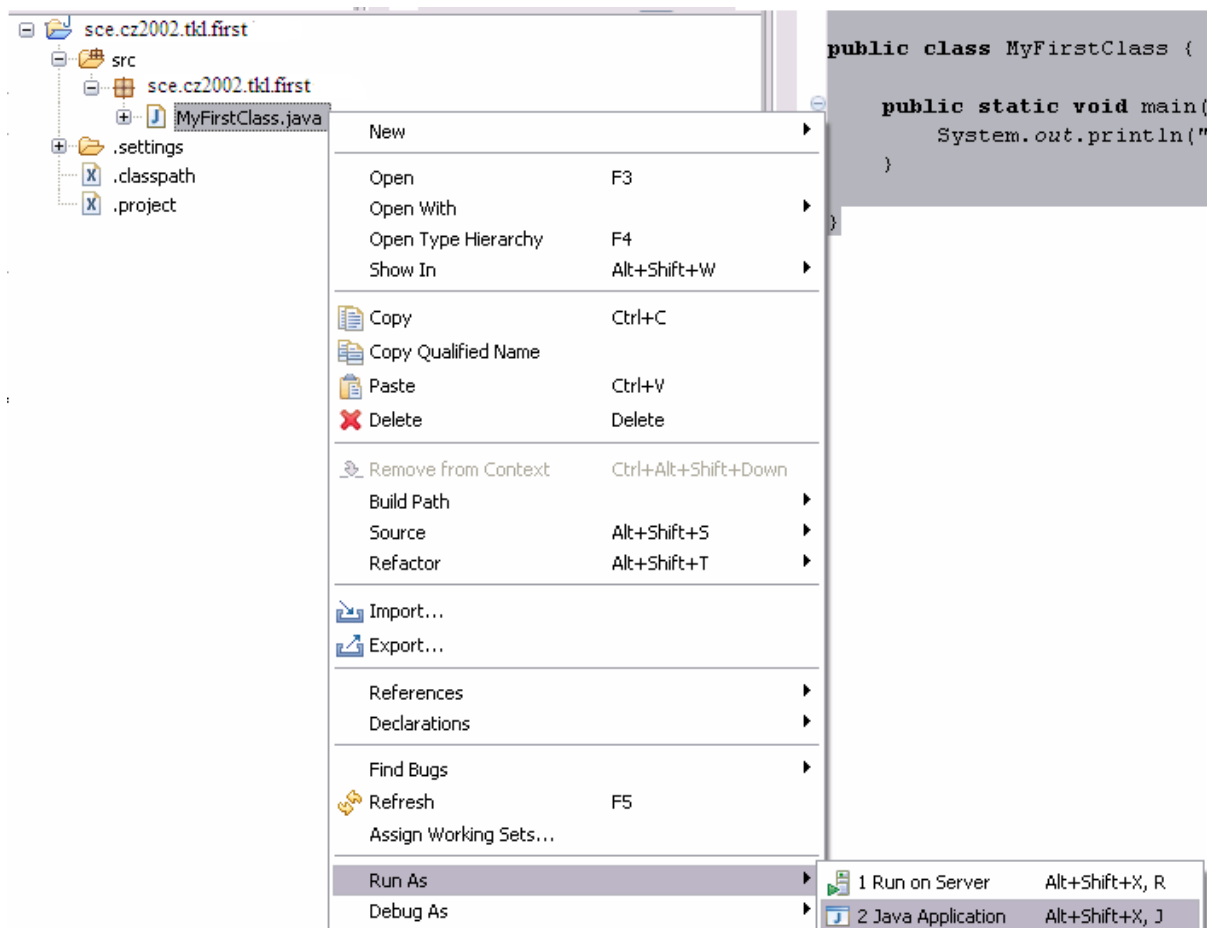 sce.cz2002.tkl.first
src
sce.cz2002.tkl.first
MyFirstClass.java
.settings
.classpath
.project
New
Open F3
Open With
Open Type Hierarchy F4
Show In Alt+Shift+W
Copy Ctrl+C
Copy Qualified Name
Paste Ctrl+V
Delete Delete
Remove from Context Ctrl+Alt+Shift+Down
Build Path
Source Alt+Shift+S
Refactor Alt+Shift+T
Import...
Export...
References
Declarations
Find Bugs
Refresh F5
Assign Working Sets...
Run As
Debug As
1 Run on Server Alt+Shift+X, R
2 Java Application Alt+Shift+X, J
public class MyFirstClass {
public static void main(
System.out.println("
}
}